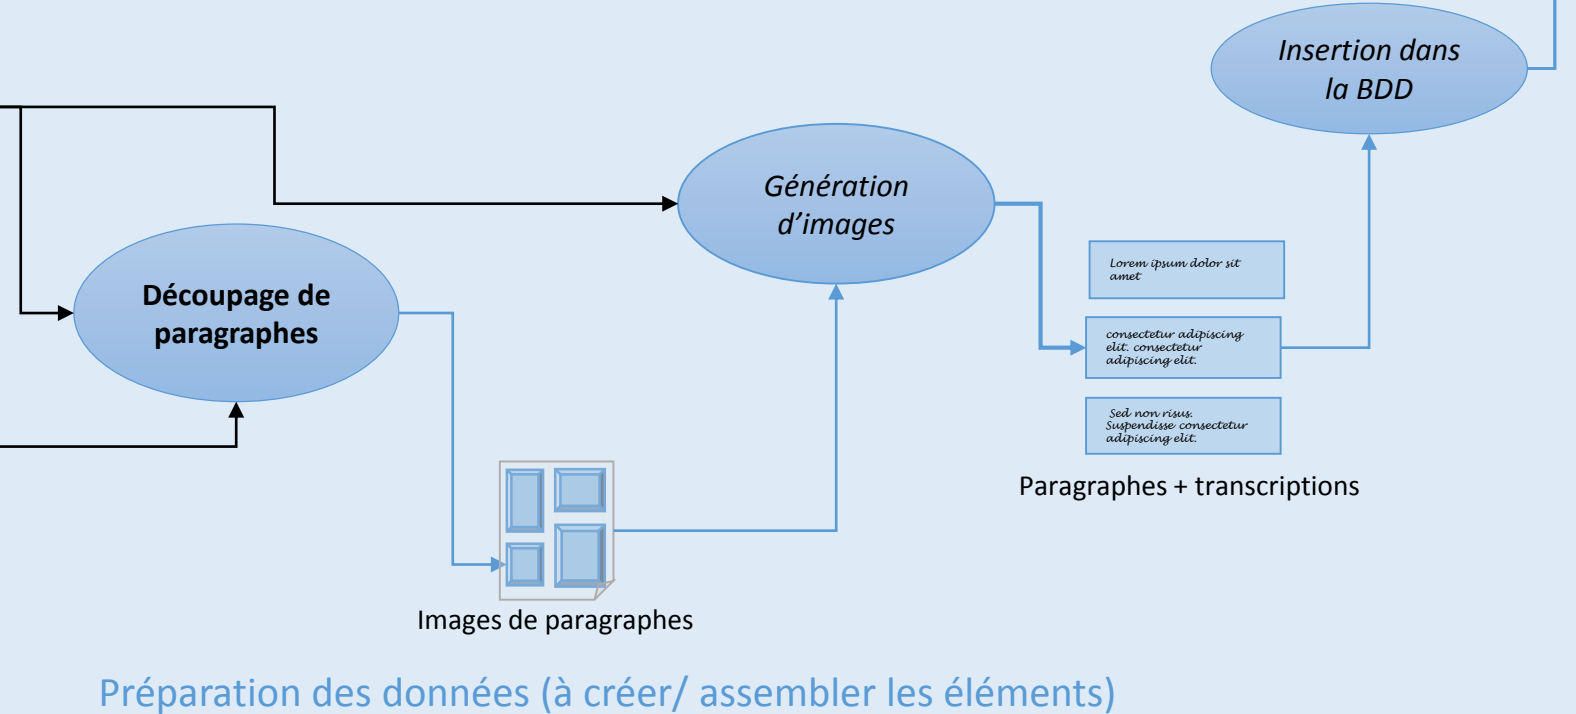 Insertion dans
la BDD
Génération
d’images
Découpage de
paragraphes
Lorem ipsum dolor sit
amet
consectetur adipiscing
elit. consectetur
adipiscing elit.
Sed non risus.
Suspendisse consectetur
adipiscing elit.
Paragraphes + transcriptions
Images de paragraphes
Préparation des données (à créer/ assembler les éléments)